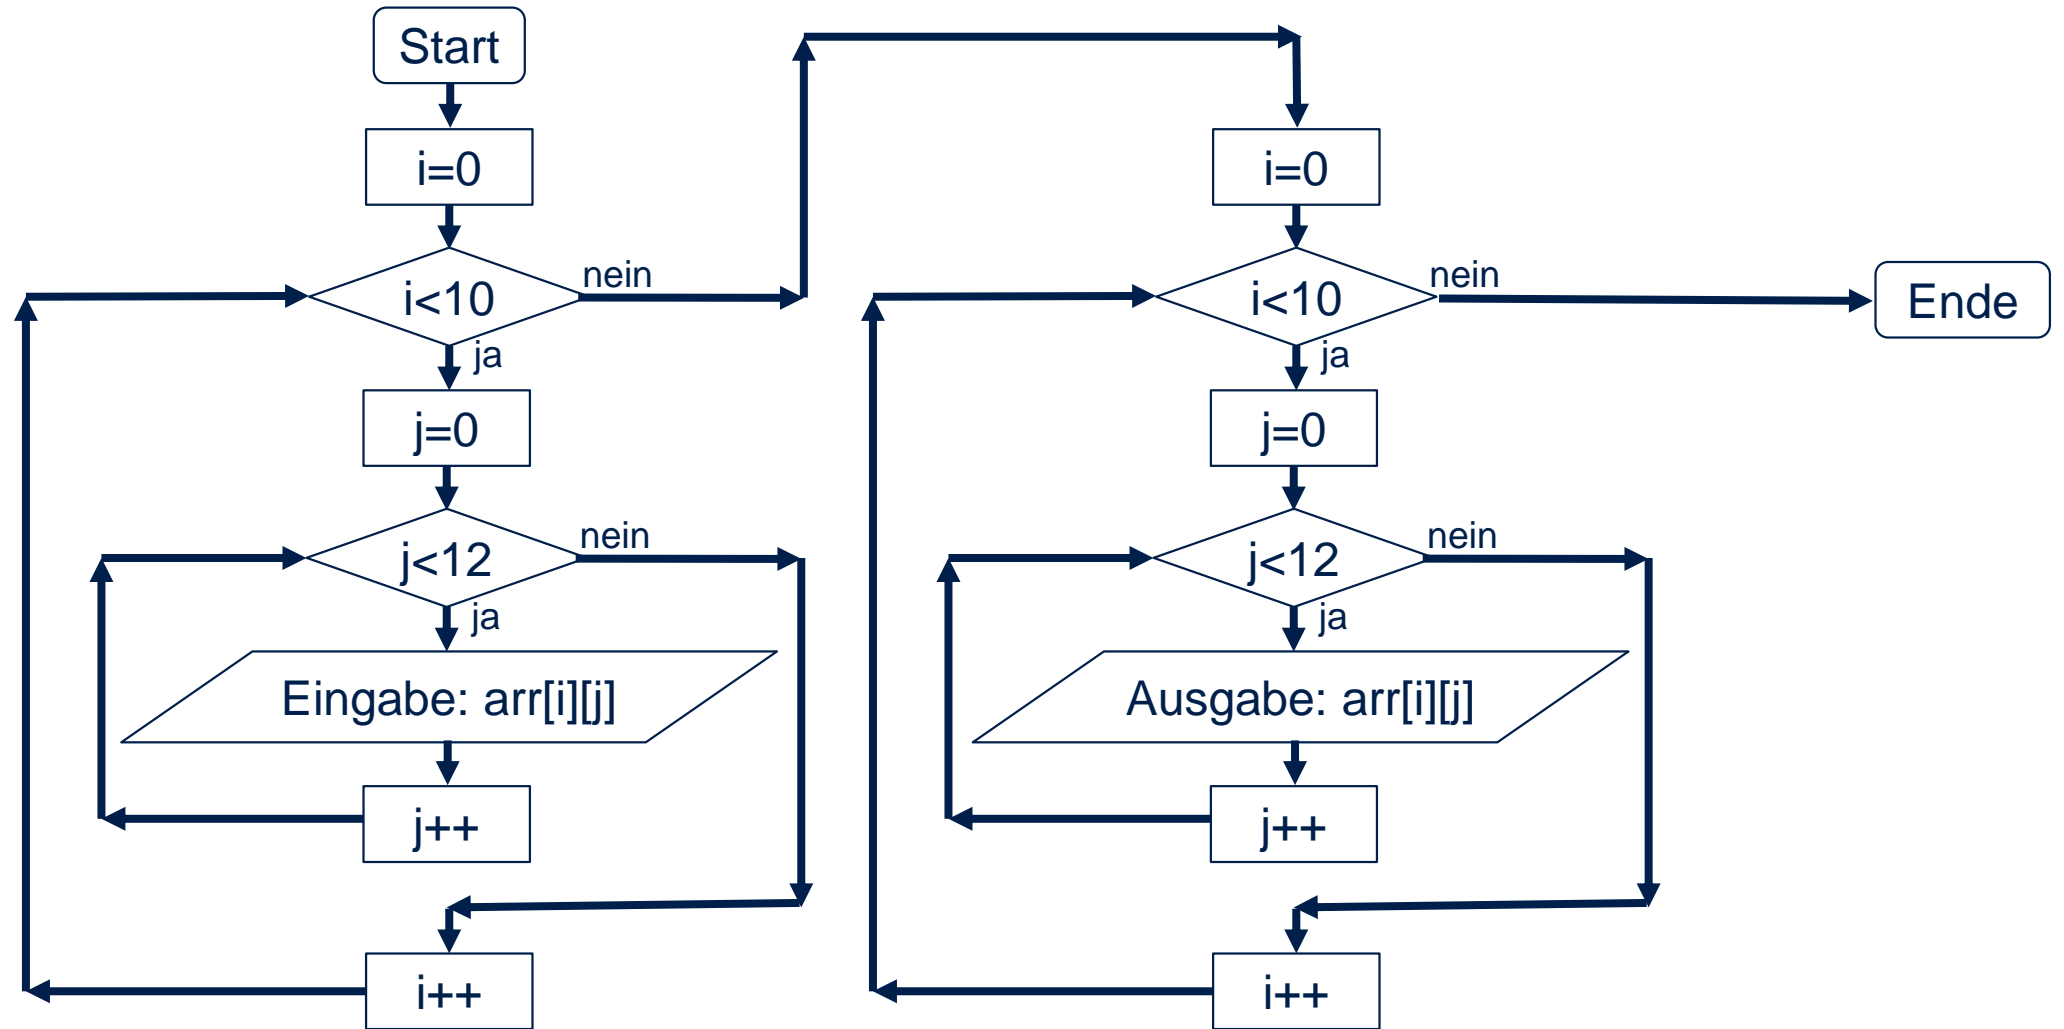 Start
i=0
i<10
nein
ja
j=0
j<12
nein
ja
Eingabe: arr[i][j]
j++
i++
i=0
i<10
nein
ja
j=0
j<12
nein
ja
Ausgabe: arr[i][j]
j++
i++
Ende